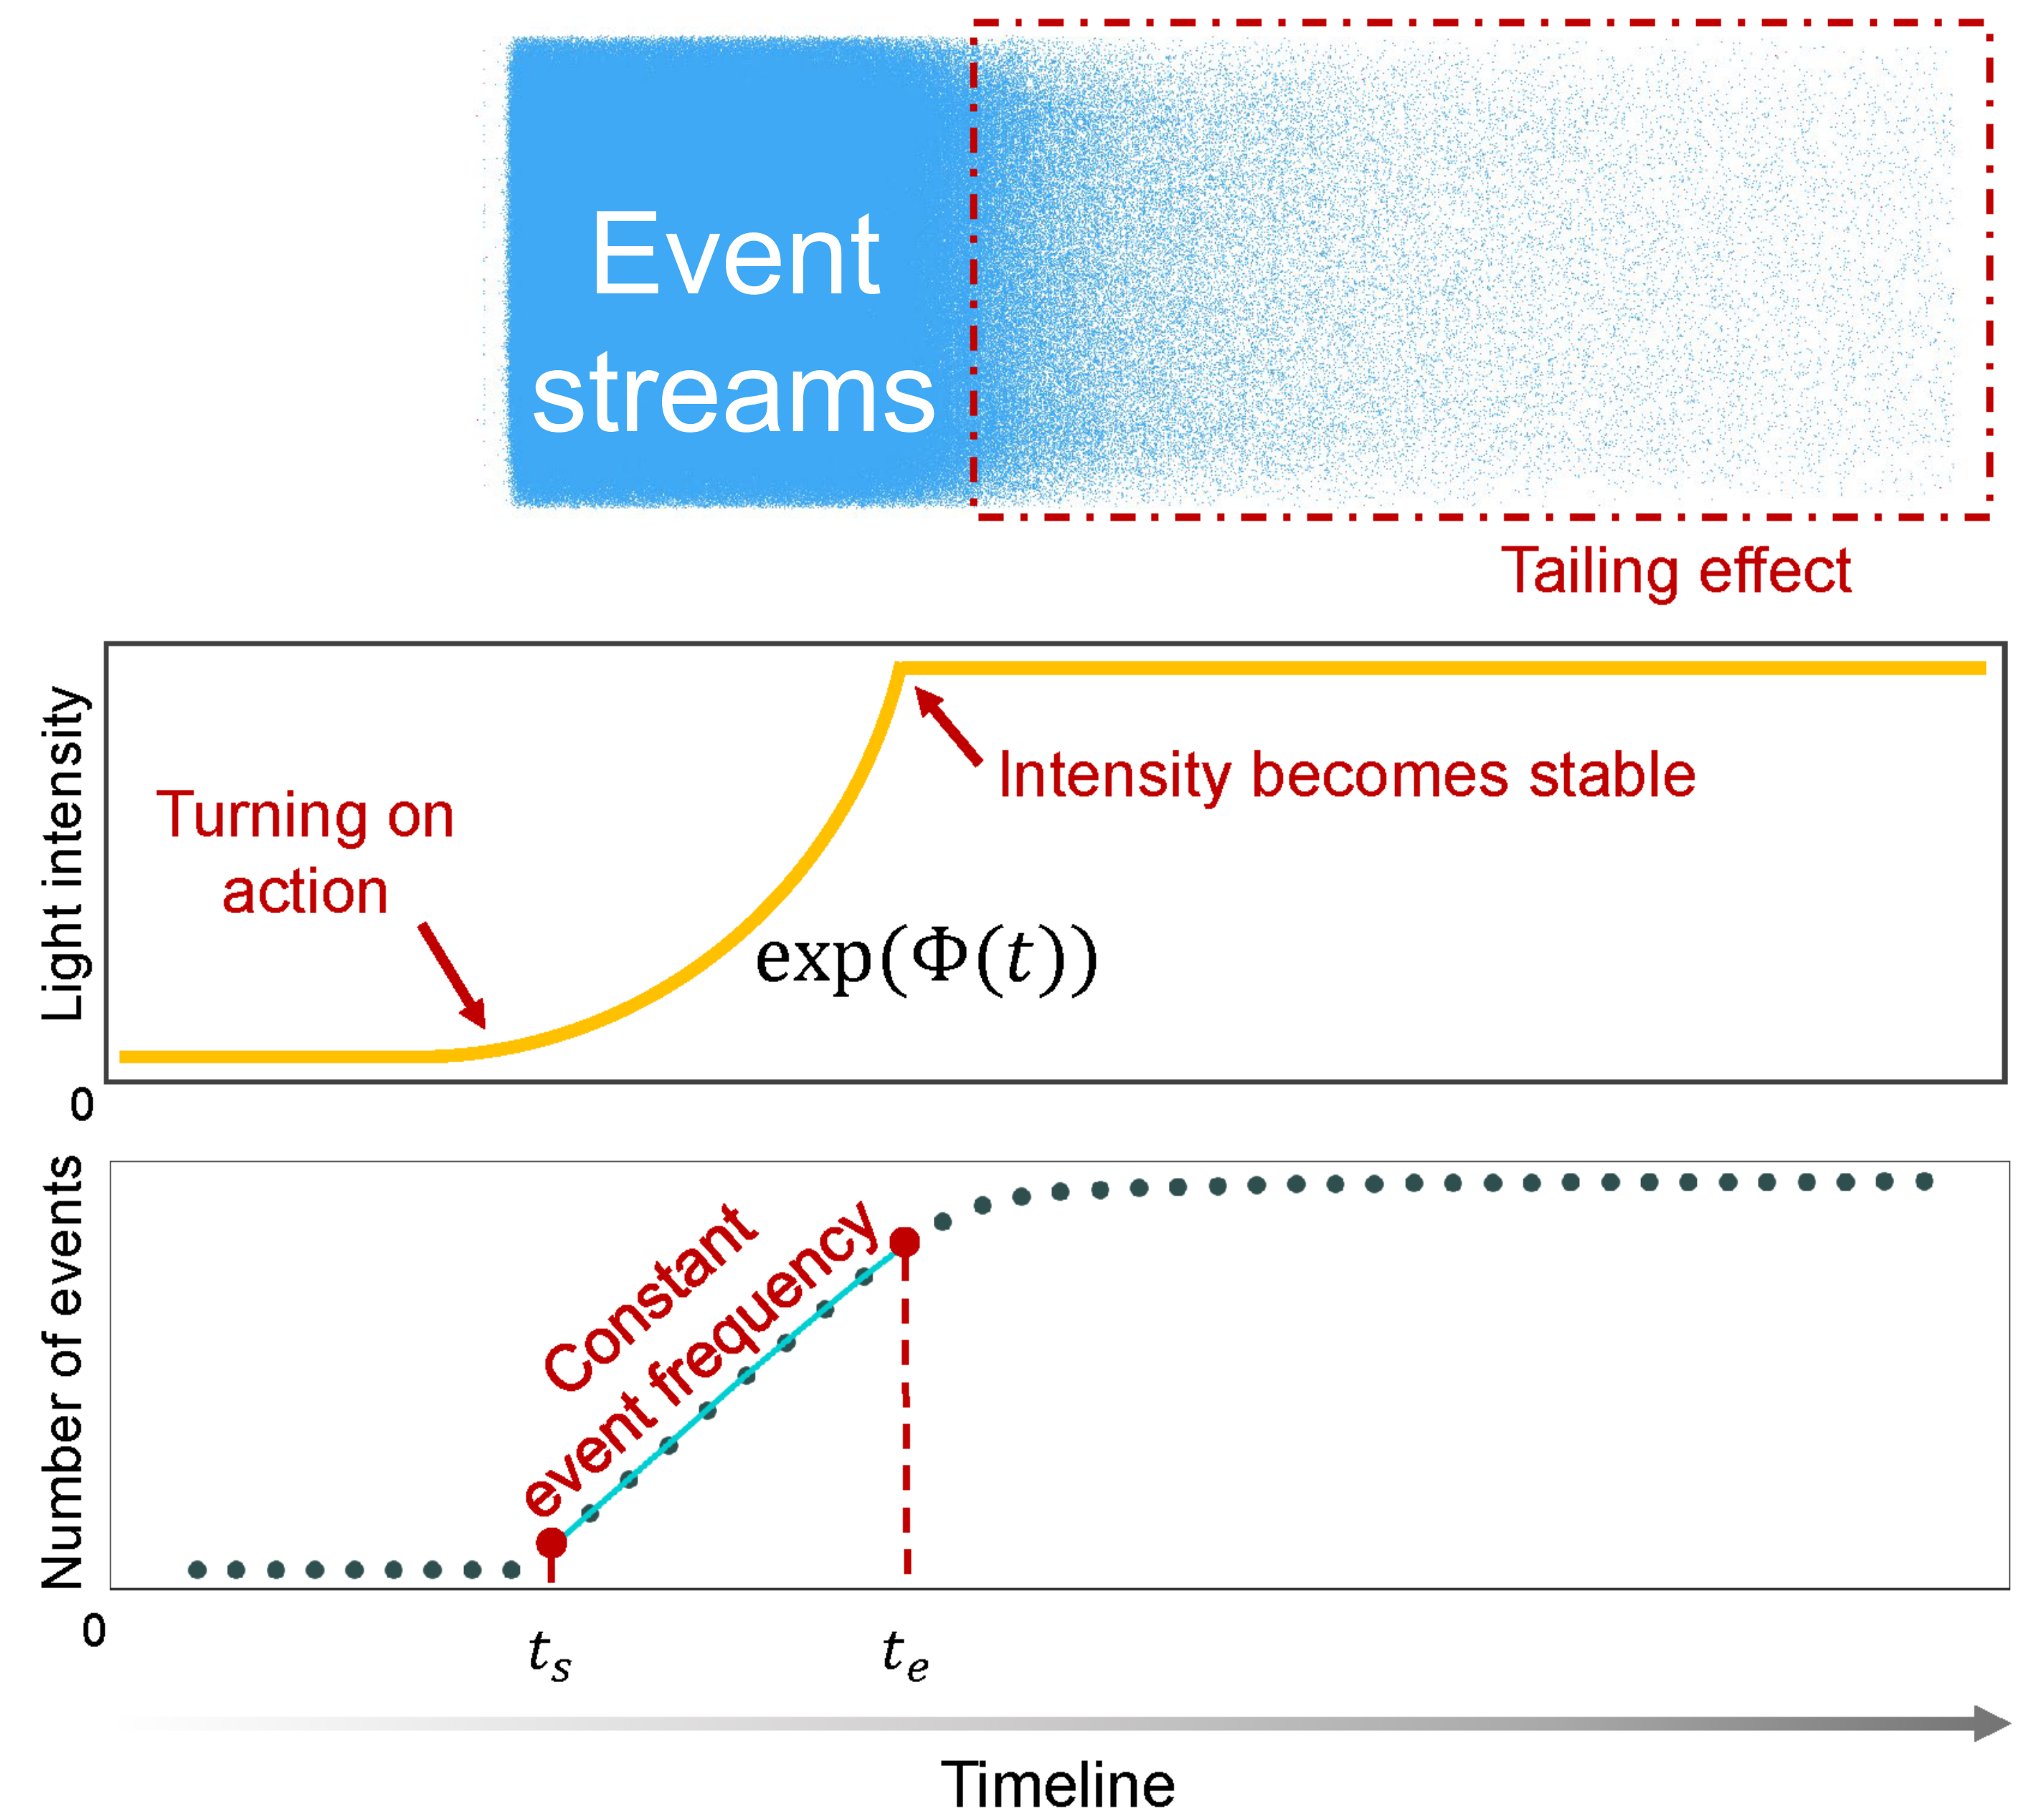 Event
streams
Tailing effect
Light intensity
Turning on
action
Intensity becomes stable
exp(Φ(t))
0
Number of events
Constant
event frequency
0
t_s
t_e
Timeline